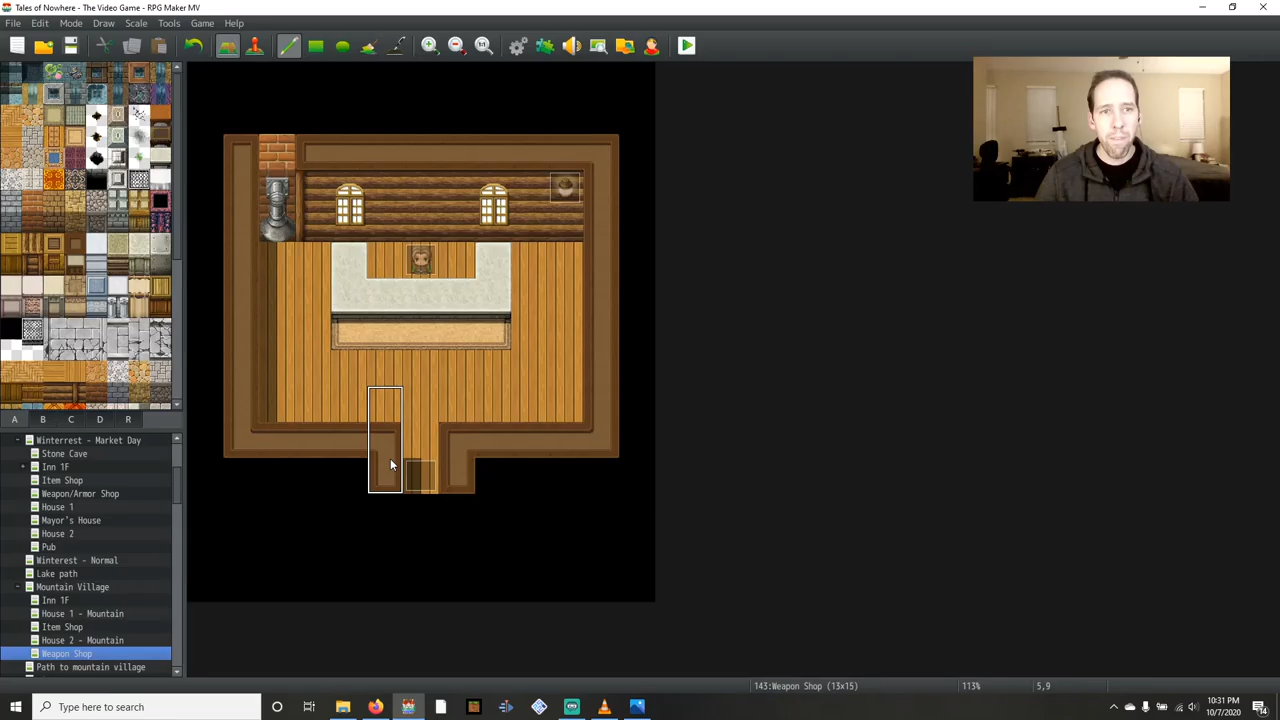 Tales of Nowhere - The Video Game - RPG Maker MV
File Edit Mode Draw Scale Tools Game Help
A B C D R
Winterrest - Market Day
Stone Cave
Inn 1F
Item Shop
Weapon/Armor Shop
House 1
Mayor's House
House 2
Pub
Winterest - Normal
Lake path
Mountain Village
Inn 1F
House 1 - Mountain
Item Shop
House 2 - Mountain
Weapon Shop
Path to mountain village
143:Weapon Shop (13x15) 113% 5,9
Type here to search
10:31 PM
10/7/2020